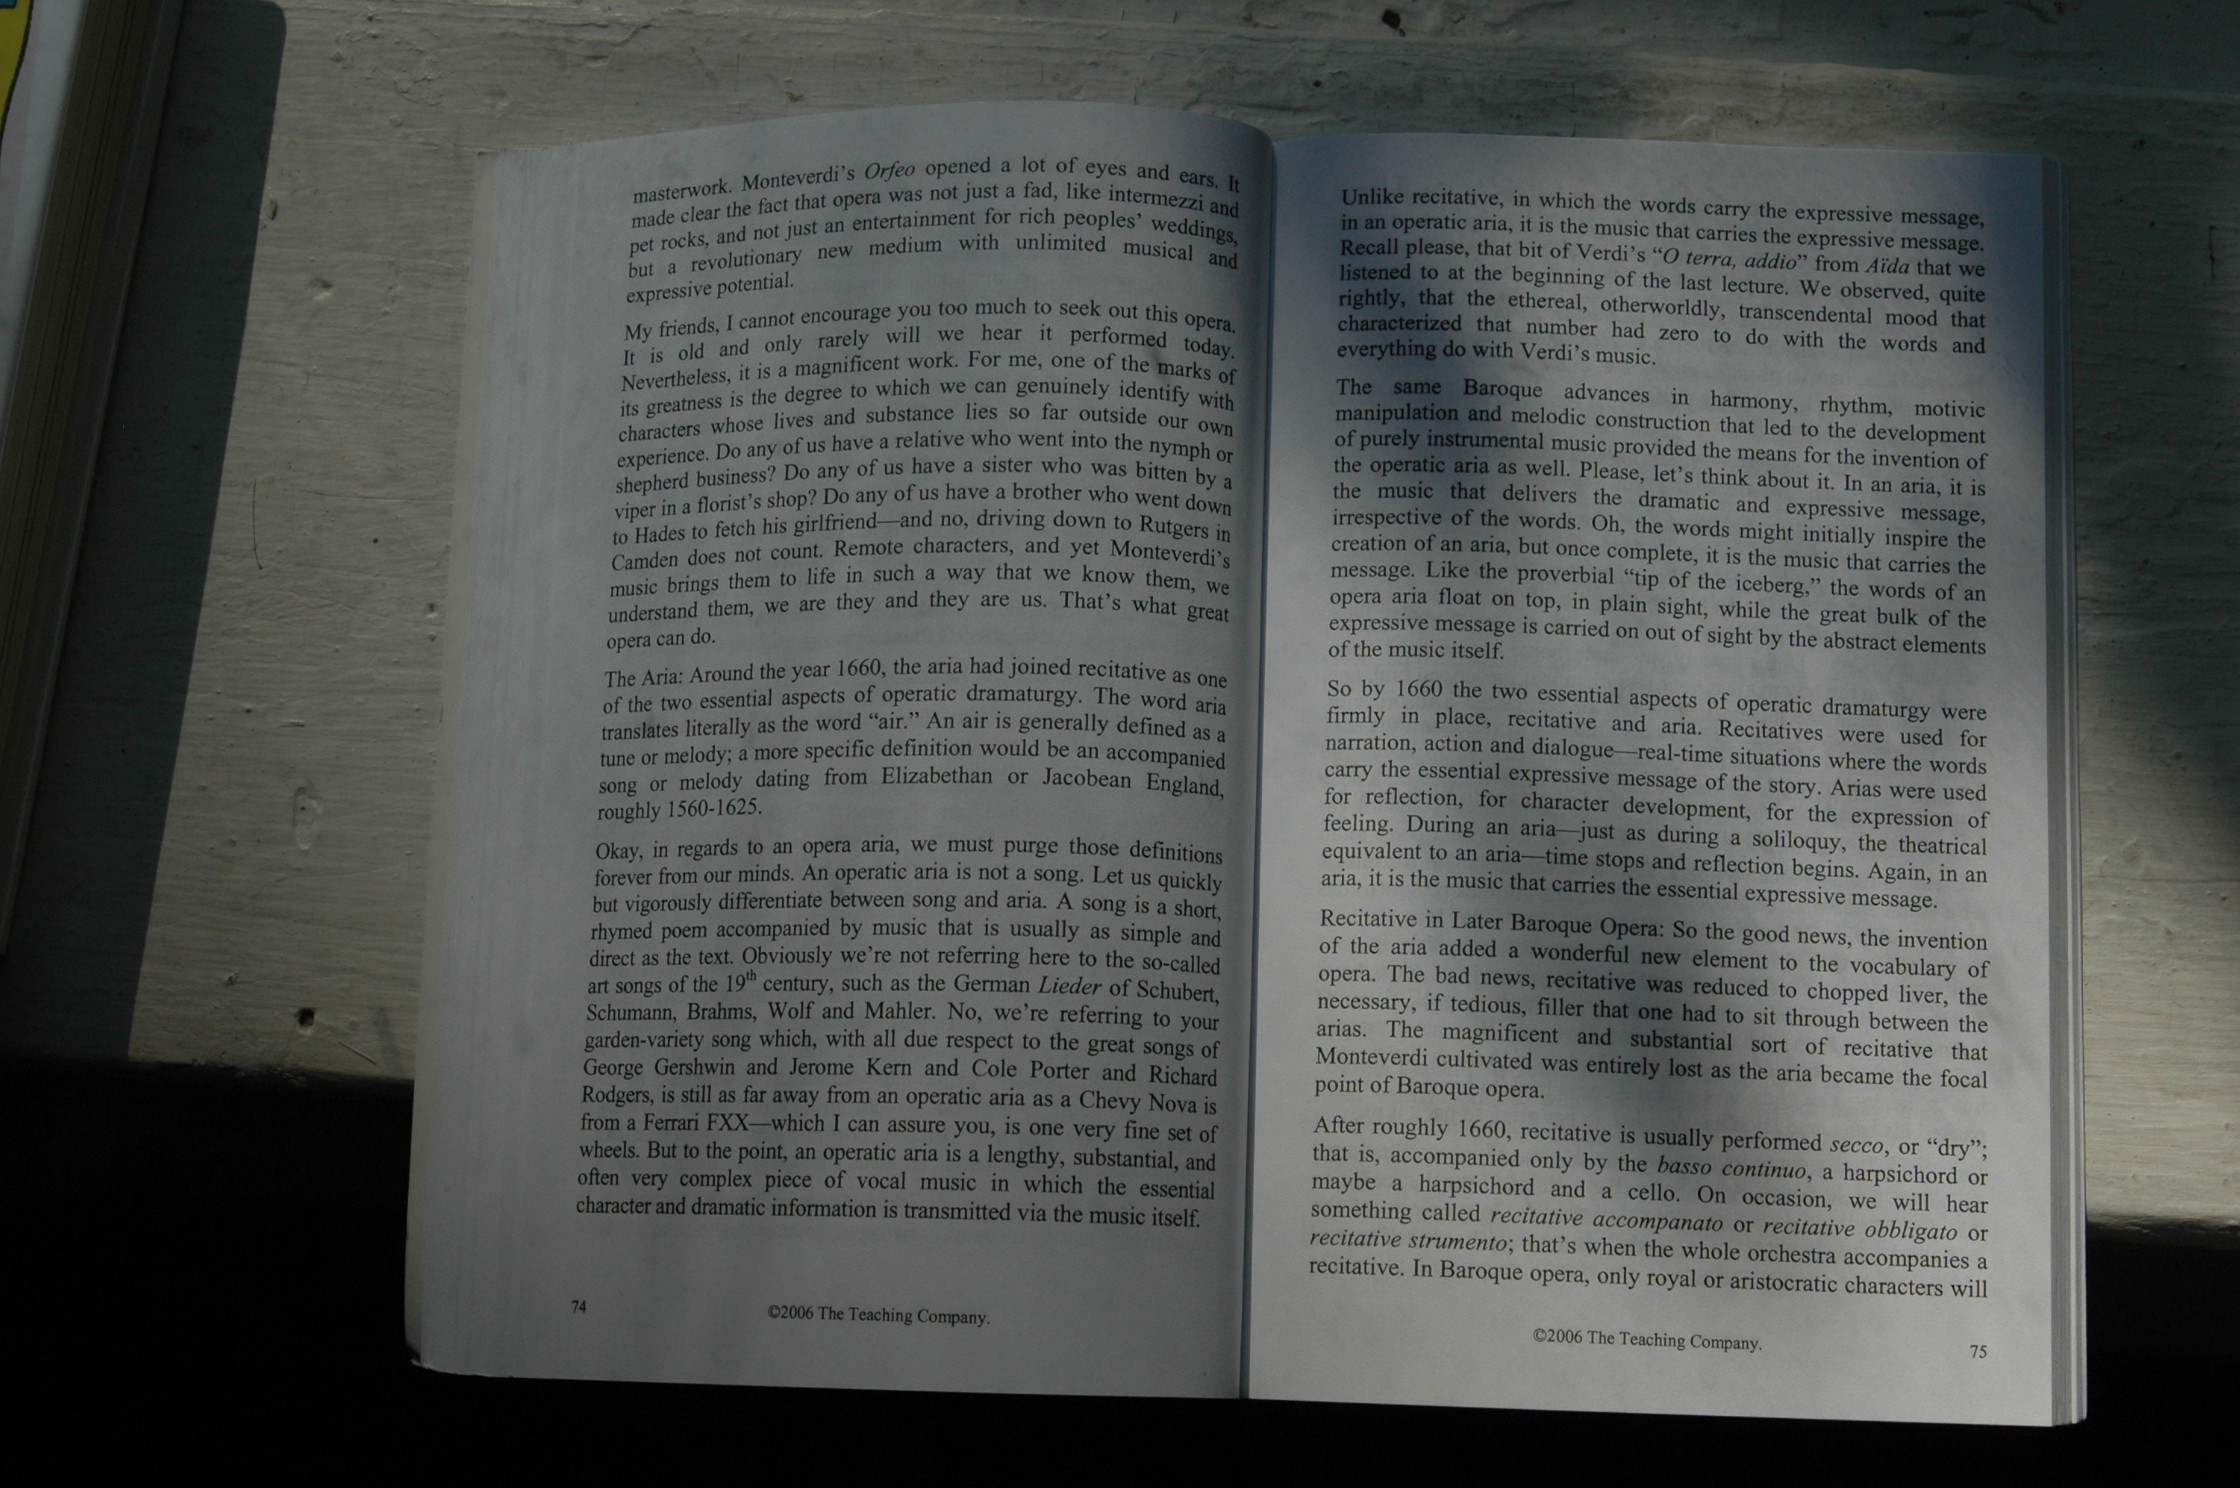 masterwork. Monteverdi's Orfeo opened a lot of eyes and ears. It
made clear the fact that opera was not just a fad, like intermezzi and
pet rocks, and not just an entertainment for rich peoples' weddings,
but a revolutionary new medium with unlimited musical and
expressive potential.
My friends, I cannot encourage you too much to seek out this opera.
It is old and only rarely will we hear it performed today.
Nevertheless, it is a magnificent work. For me, one of the marks of
its greatness is the degree to which we can genuinely identify with
characters whose lives and substance lies so far outside our own
experience. Do any of us have a relative who went into the nymph or
shepherd business? Do any of us have a sister who was bitten by a
viper in a florist's shop? Do any of us have a brother who went down
to Hades to fetch his girlfriend—and no, driving down to Rutgers in
Camden does not count. Remote characters, and yet Monteverdi's
music brings them to life in such a way that we know them, we
understand them, we are they and they are us. That's what great
opera can do.
The Aria: Around the year 1660, the aria had joined recitative as one
of the two essential aspects of operatic dramaturgy. The word aria
translates literally as the word “air.” An air is generally defined as a
tune or melody; a more specific definition would be an accompanied
song or melody dating from Elizabethan or Jacobean England,
roughly 1560-1625.
Okay, in regards to an opera aria, we must purge those definitions
forever from our minds. An operatic aria is not a song. Let us quickly
but vigorously differentiate between song and aria. A song is a short,
rhymed poem accompanied by music that is usually as simple and
direct as the text. Obviously we're not referring here to the so-called
art songs of the 19th century, such as the German Lieder of Schubert,
Schumann, Brahms, Wolf and Mahler. No, we're referring to your
garden-variety song which, with all due respect to the great songs of
George Gershwin and Jerome Kern and Cole Porter and Richard
Rodgers, is still as far away from an operatic aria as a Chevy Nova is
from a Ferrari FXX—which I can assure you, is one very fine set of
wheels. But to the point, an operatic aria is a lengthy, substantial, and
often very complex piece of vocal music in which the essential
character and dramatic information is transmitted via the music itself.
74
©2006 The Teaching Company.
Unlike recitative, in which the words carry the expressive message,
in an operatic aria, it is the music that carries the expressive message.
Recall please, that bit of Verdi's “O terra, addio” from Aïda that we
listened to at the beginning of the last lecture. We observed, quite
rightly, that the ethereal, otherworldly, transcendental mood that
characterized that number had zero to do with the words and
everything do with Verdi's music.
The same Baroque advances in harmony, rhythm, motivic
manipulation and melodic construction that led to the development
of purely instrumental music provided the means for the invention of
the operatic aria as well. Please, let's think about it. In an aria, it is
the music that delivers the dramatic and expressive message,
irrespective of the words. Oh, the words might initially inspire the
creation of an aria, but once complete, it is the music that carries the
message. Like the proverbial “tip of the iceberg,” the words of an
opera aria float on top, in plain sight, while the great bulk of the
expressive message is carried on out of sight by the abstract elements
of the music itself.
So by 1660 the two essential aspects of operatic dramaturgy were
firmly in place, recitative and aria. Recitatives were used for
narration, action and dialogue—real-time situations where the words
carry the essential expressive message of the story. Arias were used
for reflection, for character development, for the expression of
feeling. During an aria—just as during a soliloquy, the theatrical
equivalent to an aria—time stops and reflection begins. Again, in an
aria, it is the music that carries the essential expressive message.
Recitative in Later Baroque Opera: So the good news, the invention
of the aria added a wonderful new element to the vocabulary of
opera. The bad news, recitative was reduced to chopped liver, the
necessary, if tedious, filler that one had to sit through between the
arias. The magnificent and substantial sort of recitative that
Monteverdi cultivated was entirely lost as the aria became the focal
point of Baroque opera.
After roughly 1660, recitative is usually performed secco, or “dry”;
that is, accompanied only by the basso continuo, a harpsichord or
maybe a harpsichord and a cello. On occasion, we will hear
something called recitative accompanato or recitative obbligato or
recitative strumento; that's when the whole orchestra accompanies a
recitative. In Baroque opera, only royal or aristocratic characters will
©2006 The Teaching Company.
75